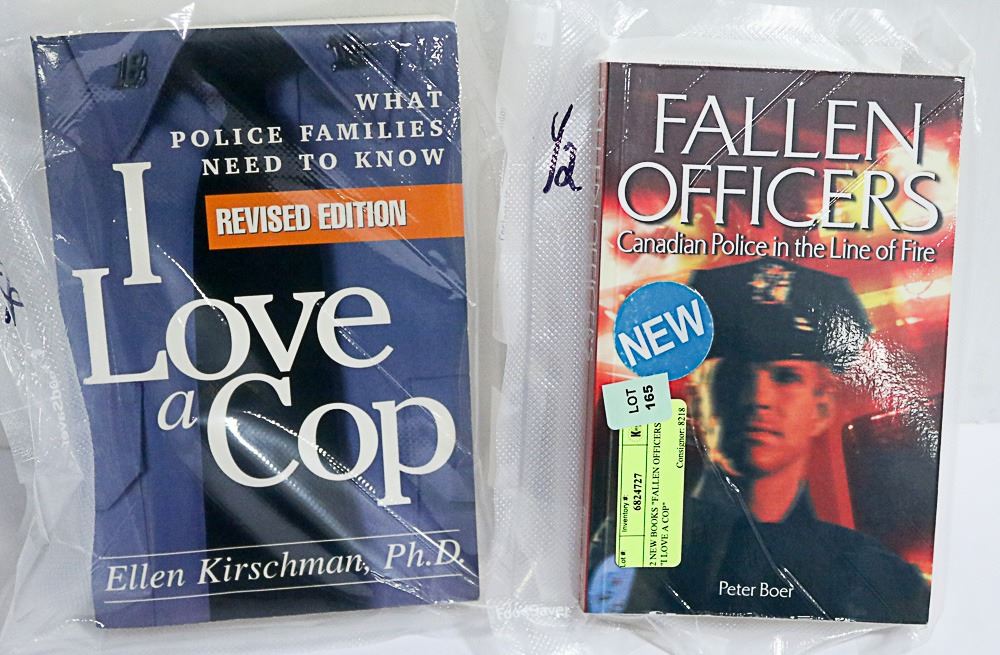 WHAT
POLICE FAMILIES
NEED TO KNOW
REVISED EDITION
I
Love
a
Cop
Ellen Kirschman, Ph.D.
FALLEN
OFFICERS
Canadian Police in the Line of Fire
NEW
LOT
165
Lot #:
Inventory #:
6824727
Consignor: 8218
2 NEW BOOKS "FALLEN OFFICERS
"I LOVE A COP"
Peter Boer
FoodSaver